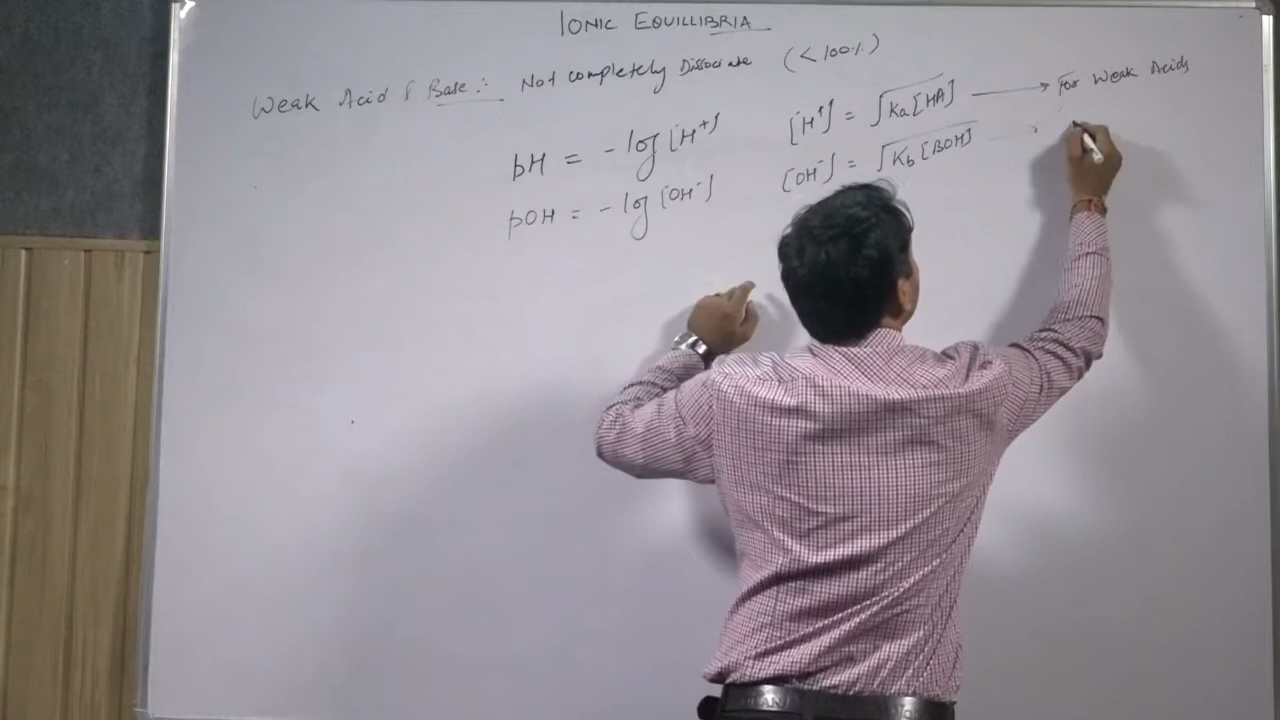 IONIC EQUILLIBRIA
Weak Acid & Base :- Not completely Dissociate (<100%)
pH = -log [H⁺] [H⁺] = √Ka[HA] → For Weak Acids
pOH = -log [OH⁻] [OH⁻] = √Kb[BOH] →